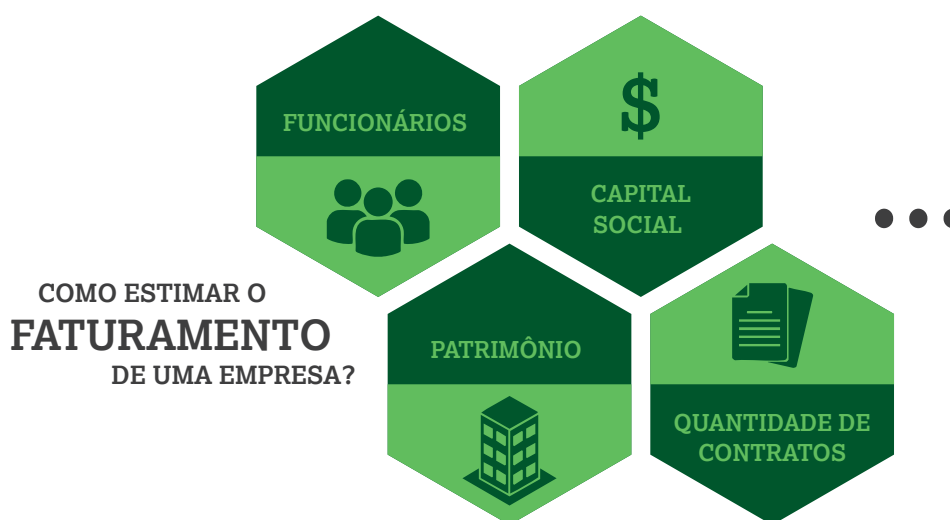 FUNCIONÁRIOS
$
CAPITAL
SOCIAL
...
COMO ESTIMAR O
FATURAMENTO
DE UMA EMPRESA?
PATRIMÔNIO
QUANTIDADE DE
CONTRATOS